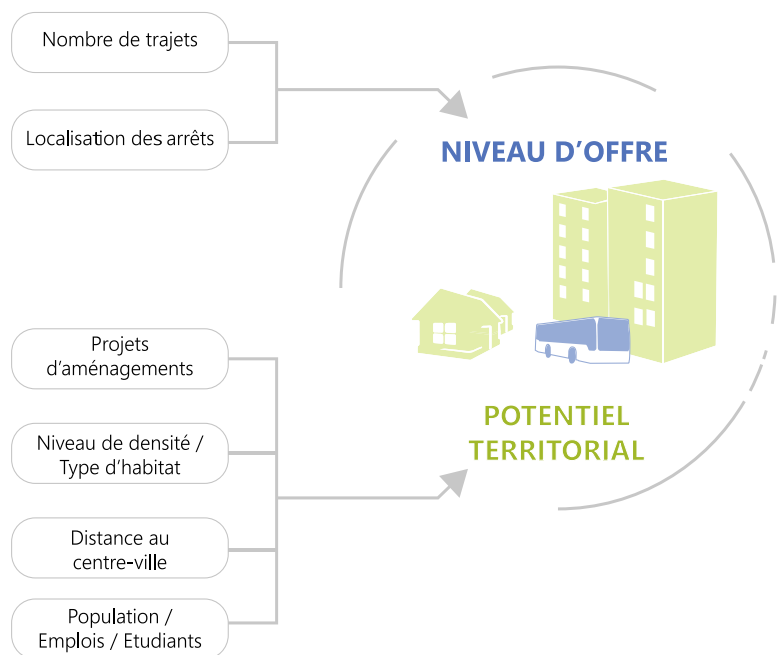 Nombre de trajets
Localisation des arrêts
NIVEAU D'OFFRE
Projets
d'aménagements
Niveau de densité /
Type d'habitat
Distance au
centre-ville
Population /
Emplois / Etudiants
POTENTIEL
TERRITORIAL